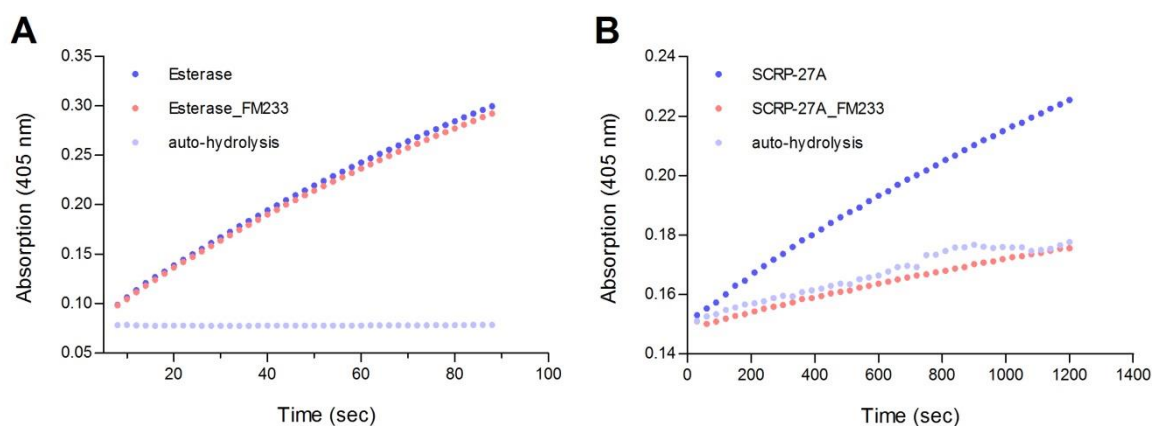 A
Absorption (405 nm)
0.35
0.30
0.25
0.20
0.15
0.10
0.05
Esterase
Esterase_FM233
auto-hydrolysis
20
40
60
80
100
Time (sec)
B
Absorption (405 nm)
0.24
0.22
0.20
0.18
0.16
0.14
SCRP-27A
SCRP-27A_FM233
auto-hydrolysis
0
200
400
600
800
1000
1200
1400
Time (sec)